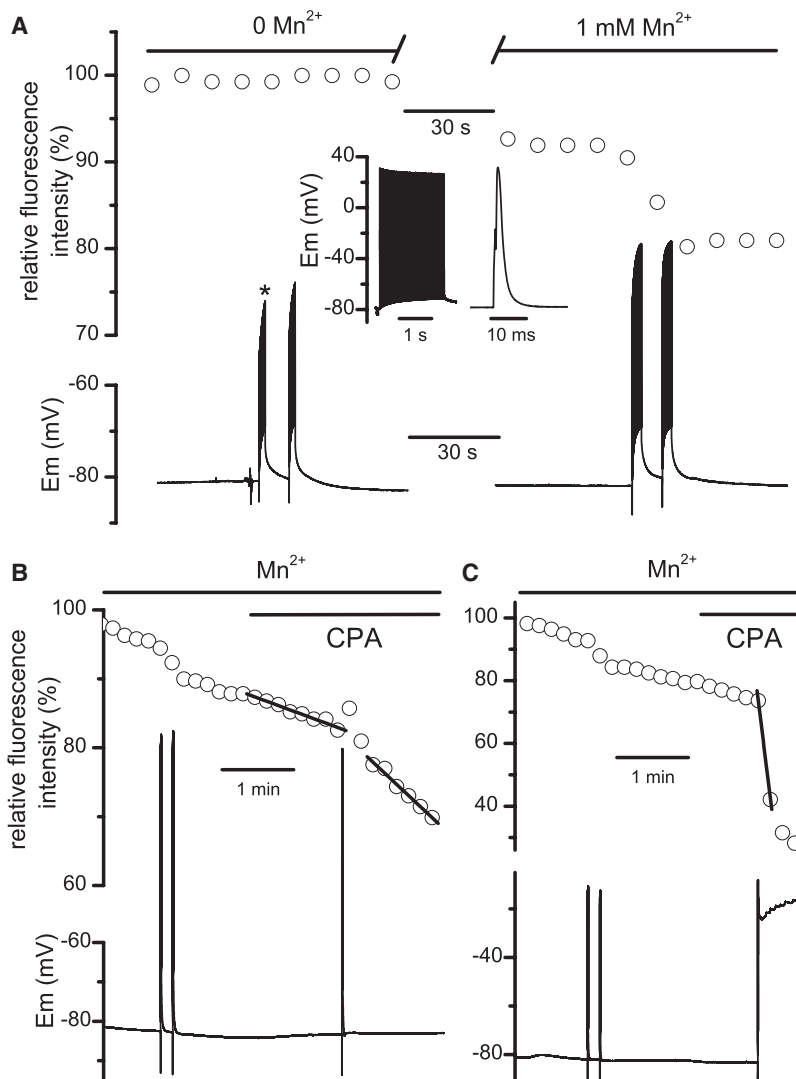 A
0 Mn²⁺
1 mM Mn²⁺
relative fluorescence
intensity (%)
100
90
80
70
30 s
Em (mV)
40
0
-40
-80
1 s
10 ms
*
Em (mV)
-60
-80
30 s
B
Mn²⁺
CPA
relative fluorescence
intensity (%)
100
80
60
1 min
Em (mV)
-60
-80
C
Mn²⁺
CPA
100
80
60
40
1 min
-40
-80